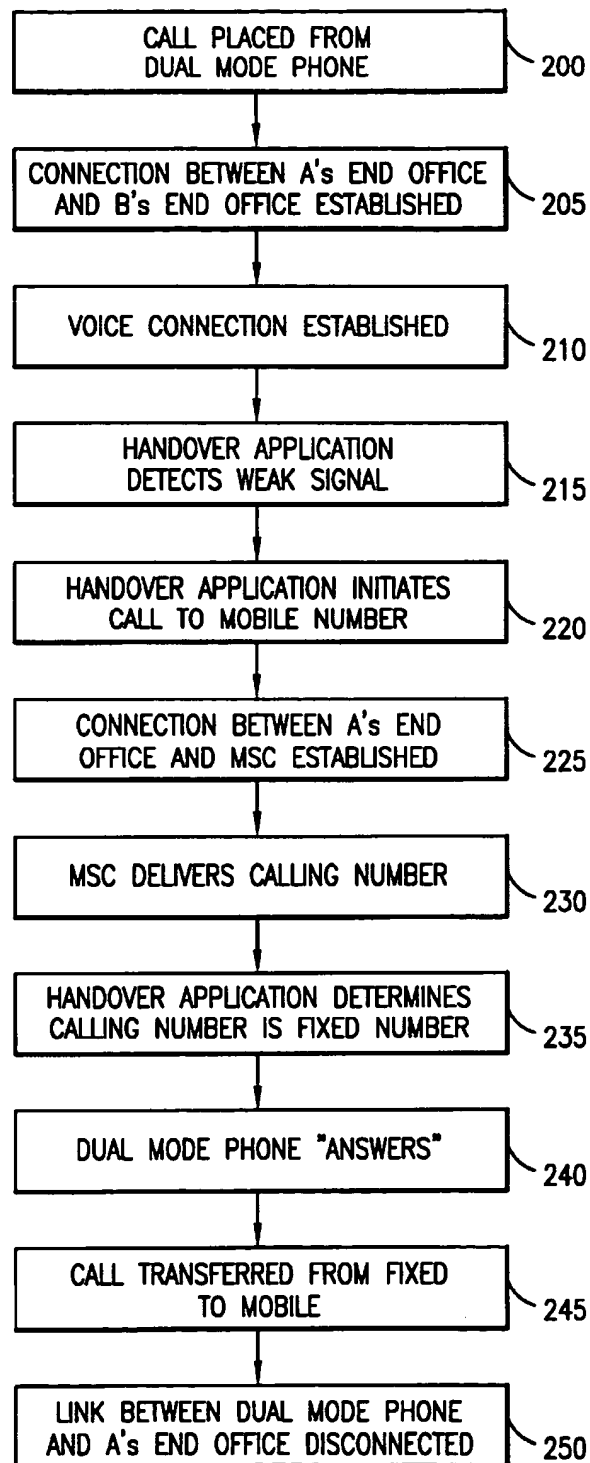 CALL PLACED FROM
DUAL MODE PHONE
200
CONNECTION BETWEEN A's END OFFICE
AND B's END OFFICE ESTABLISHED
205
VOICE CONNECTION ESTABLISHED
210
HANDOVER APPLICATION
DETECTS WEAK SIGNAL
215
HANDOVER APPLICATION INITIATES
CALL TO MOBILE NUMBER
220
CONNECTION BETWEEN A's END
OFFICE AND MSC ESTABLISHED
225
MSC DELIVERS CALLING NUMBER
230
HANDOVER APPLICATION DETERMINES
CALLING NUMBER IS FIXED NUMBER
235
DUAL MODE PHONE "ANSWERS"
240
CALL TRANSFERRED FROM FIXED
TO MOBILE
245
LINK BETWEEN DUAL MODE PHONE
AND A's END OFFICE DISCONNECTED
250